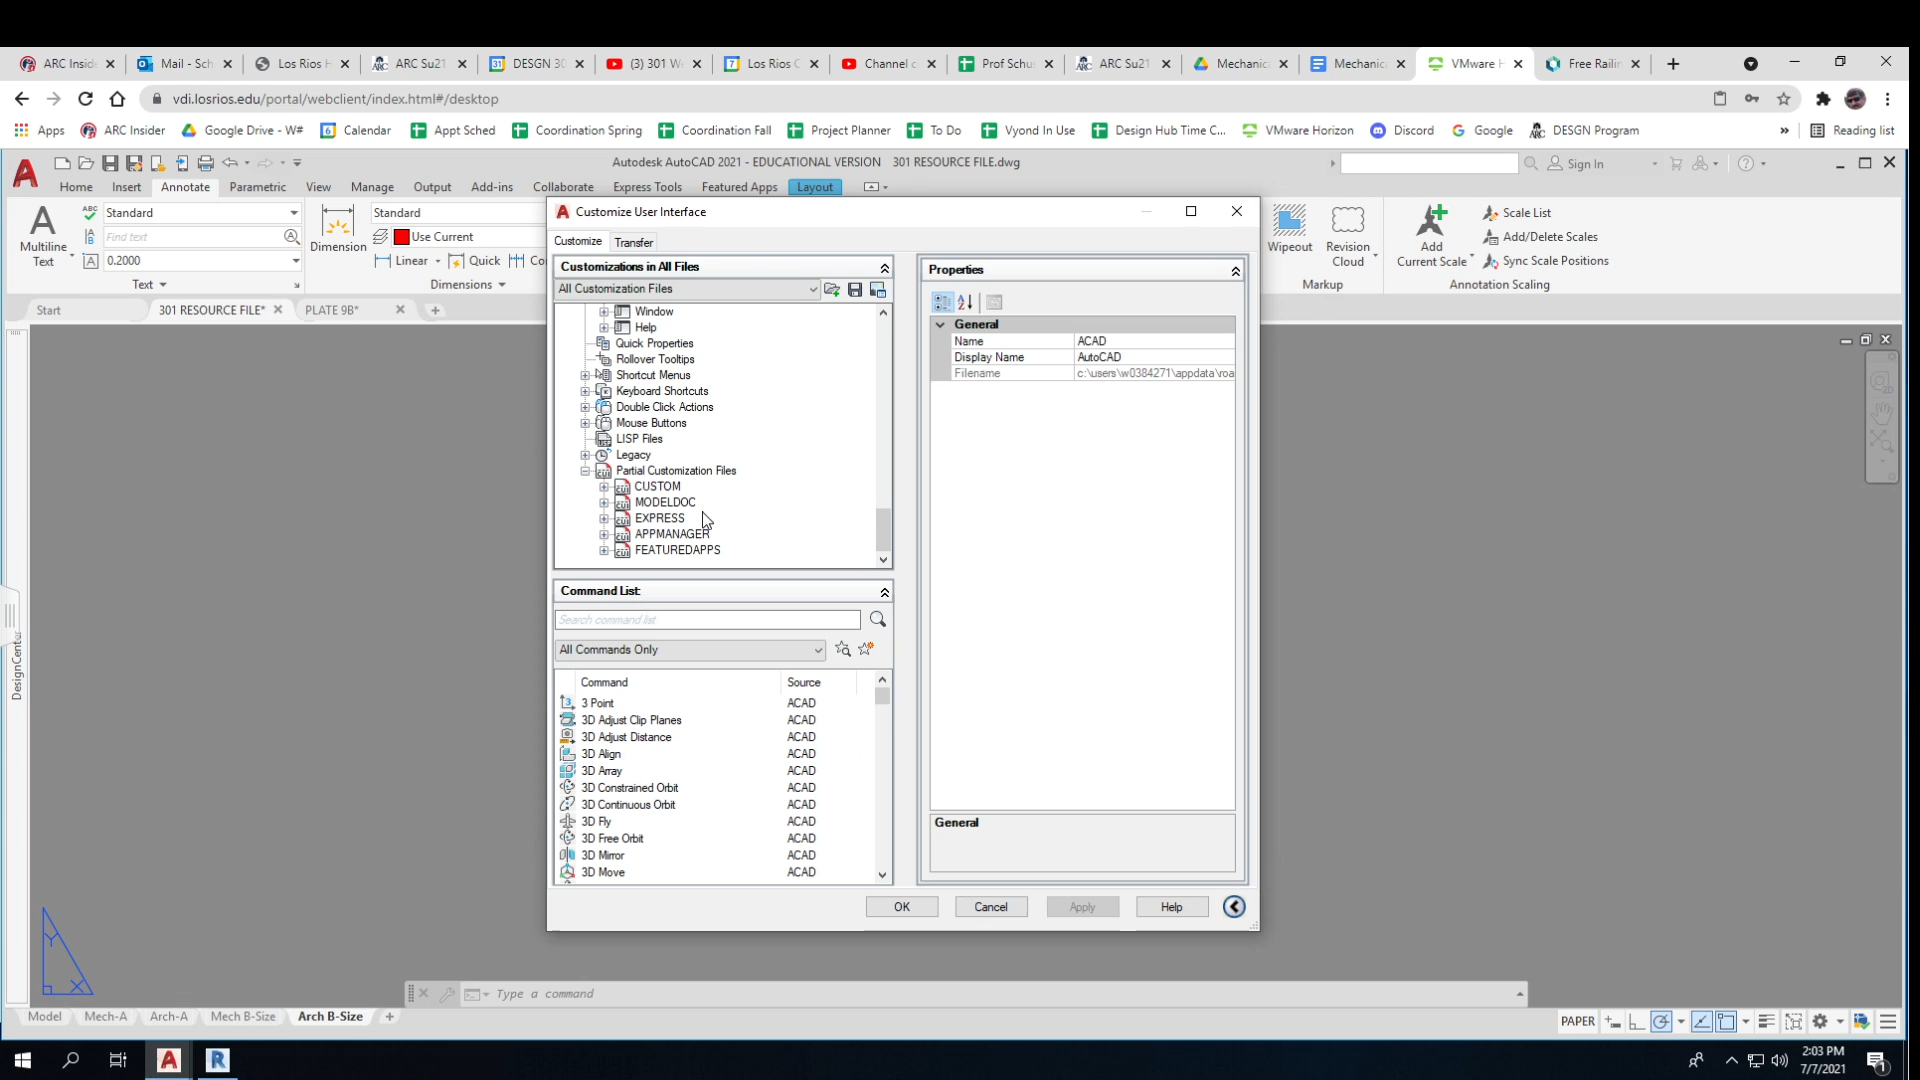 ARC Insid
Mail - Sch
Los Rios H
ARC Su21
DESGN 30
(3) 301 W
Los Rios C
Channel c
Prof Schu
ARC Su21
Mechanic
Mechanic
VMware H
Free Railin
vdi.losrios.edu/portal/webclient/index.html#/desktop
Apps
ARC Insider
Google Drive - W#
Calendar
Appt Sched
Coordination Spring
Coordination Fall
Project Planner
To Do
Vyond In Use
Design Hub Time C...
VMware Horizon
Discord
Google
DESGN Program
»
Reading list
Autodesk AutoCAD 2021 - EDUCATIONAL VERSION 301 RESOURCE FILE.dwg
Sign In
Home
Insert
Annotate
Parametric
View
Manage
Output
Add-ins
Collaborate
Express Tools
Featured Apps
Layout
Multiline
Text
Standard
Find text
0.2000
Text
Dimension
Standard
Use Current
Linear
Quick
Co
Dimensions
Wipeout
Revision
Cloud
Markup
Add
Current Scale
Scale List
Add/Delete Scales
Sync Scale Positions
Annotation Scaling
Start
301 RESOURCE FILE*
PLATE 9B*
DesignCenter
Customize User Interface
Customize
Transfer
Customizations in All Files
All Customization Files
Window
Help
Quick Properties
Rollover Tooltips
Shortcut Menus
Keyboard Shortcuts
Double Click Actions
Mouse Buttons
LISP Files
Legacy
Partial Customization Files
CUSTOM
MODELDOC
EXPRESS
APPMANAGER
FEATUREDAPPS
Command List:
Search command list
All Commands Only
Command Source
3 Point ACAD
3D Adjust Clip Planes ACAD
3D Adjust Distance ACAD
3D Align ACAD
3D Array ACAD
3D Constrained Orbit ACAD
3D Continuous Orbit ACAD
3D Fly ACAD
3D Free Orbit ACAD
3D Mirror ACAD
3D Move ACAD
Properties
General
Name ACAD
Display Name AutoCAD
Filename c:\users\w0384271\appdata\roa
General
OK
Cancel
Apply
Help
Y
X
Type a command
Model
Mech-A
Arch-A
Mech B-Size
Arch B-Size
PAPER
2:03 PM
7/7/2021
1